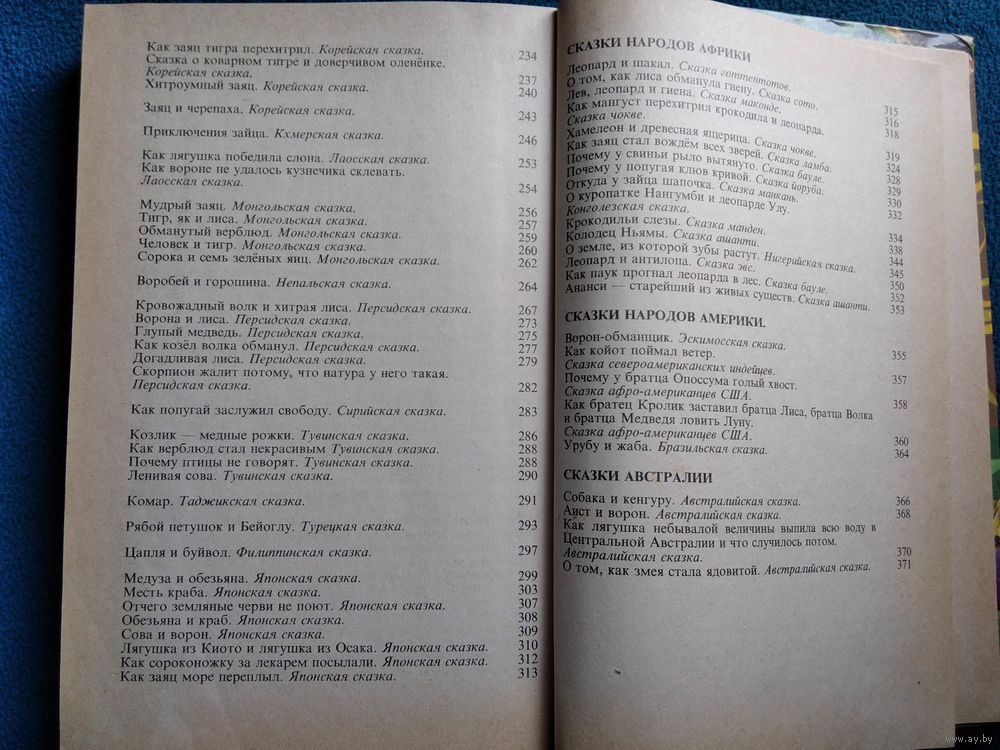 Как заяц тигра перехитрил. Корейская сказка. 234
Сказка о коварном тигре и доверчивом оленёнке.
Корейская сказка. 237
Хитроумный заяц. Корейская сказка. 240
Заяц и черепаха. Корейская сказка. 243
Приключения зайца. Кхмерская сказка. 246
Как лягушка победила слона. Лаосская сказка. 253
Как вороне не удалось кузнечика склевать.
Лаосская сказка. 254
Мудрый заяц. Монгольская сказка. 256
Тигр, як и лиса. Монгольская сказка. 257
Обманутый верблюд. Монгольская сказка. 259
Человек и тигр. Монгольская сказка. 260
Сорока и семь зелёных яиц. Монгольская сказка. 262
Воробей и горошина. Непальская сказка. 264
Кровожадный волк и хитрая лиса. Персидская сказка. 267
Ворона и лиса. Персидская сказка. 273
Глупый медведь. Персидская сказка. 275
Как козёл волка обманул. Персидская сказка. 277
Догадливая лиса. Персидская сказка. 279
Скорпион жалит потому, что натура у него такая.
Персидская сказка. 282
Как попугай заслужил свободу. Сирийская сказка. 283
Козлик — медные рожки. Тувинская сказка. 286
Как верблюд стал некрасивым Тувинская сказка. 288
Почему птицы не говорят. Тувинская сказка. 288
Ленивая сова. Тувинская сказка. 290
Комар. Таджикская сказка. 291
Рябой петушок и Бейоглу. Турецкая сказка. 293
Цапля и буйвол. Филиппинская сказка. 297
Медуза и обезьяна. Японская сказка. 299
Месть краба. Японская сказка. 303
Отчего земляные черви не поют. Японская сказка. 307
Обезьяна и краб. Японская сказка. 308
Сова и ворон. Японская сказка. 309
Лягушка из Киото и лягушка из Осака. Японская сказка. 310
Как сороконожку за лекарем посылали. Японская сказка. 312
Как заяц море переплыл. Японская сказка. 313
СКАЗКИ НАРОДОВ АФРИКИ
Леопард и шакал. Сказка готтентотов. 315
О том, как лиса обманула гиену. Сказка сото. 316
Лев, леопард и гиена. Сказка маконде. 318
Как мангуст перехитрил крокодила и леопарда.
Сказка чокве. 319
Хамелеон и древесная ящерица. Сказка чокве. 324
Как заяц стал вождём всех зверей. Сказка ламба. 328
Почему у свиньи рыло вытянуто. Сказка бауле. 329
Почему у попугая клюв кривой. Сказка йоруба. 330
Откуда у зайца шапочка. Сказка манкань. 332
О куропатке Нангумби и леопарде Улу.
Конголезская сказка. 334
Крокодильи слезы. Сказка манден. 338
Колодец Ньямы. Сказка ашанти. 344
О земле, из которой зубы растут. Нигерийская сказка. 345
Леопард и антилопа. Сказка эвс. 350
Как паук прогнал леопарда в лес. Сказка бауле. 352
Ананси — старейший из живых существ. Сказка ашанти. 353
СКАЗКИ НАРОДОВ АМЕРИКИ.
Ворон-обманщик. Эскимосская сказка. 355
Как койот поймал ветер.
Сказка североамериканских индейцев. 357
Почему у братца Опоссума голый хвост.
Сказка афро-американцев США. 358
Как братец Кролик заставил братца Лиса, братца Волка
и братца Медведя ловить Луну.
Сказка афро-американцев США. 360
Урубу и жаба. Бразильская сказка. 364
СКАЗКИ АВСТРАЛИИ
Собака и кенгуру. Австралийская сказка. 366
Аист и ворон. Австралийская сказка. 368
Как лягушка небывалой величины выпила всю воду в
Центральной Австралии и что случилось потом.
Австралийская сказка. 370
О том, как змея стала ядовитой. Австралийская сказка. 371
www.ay.by